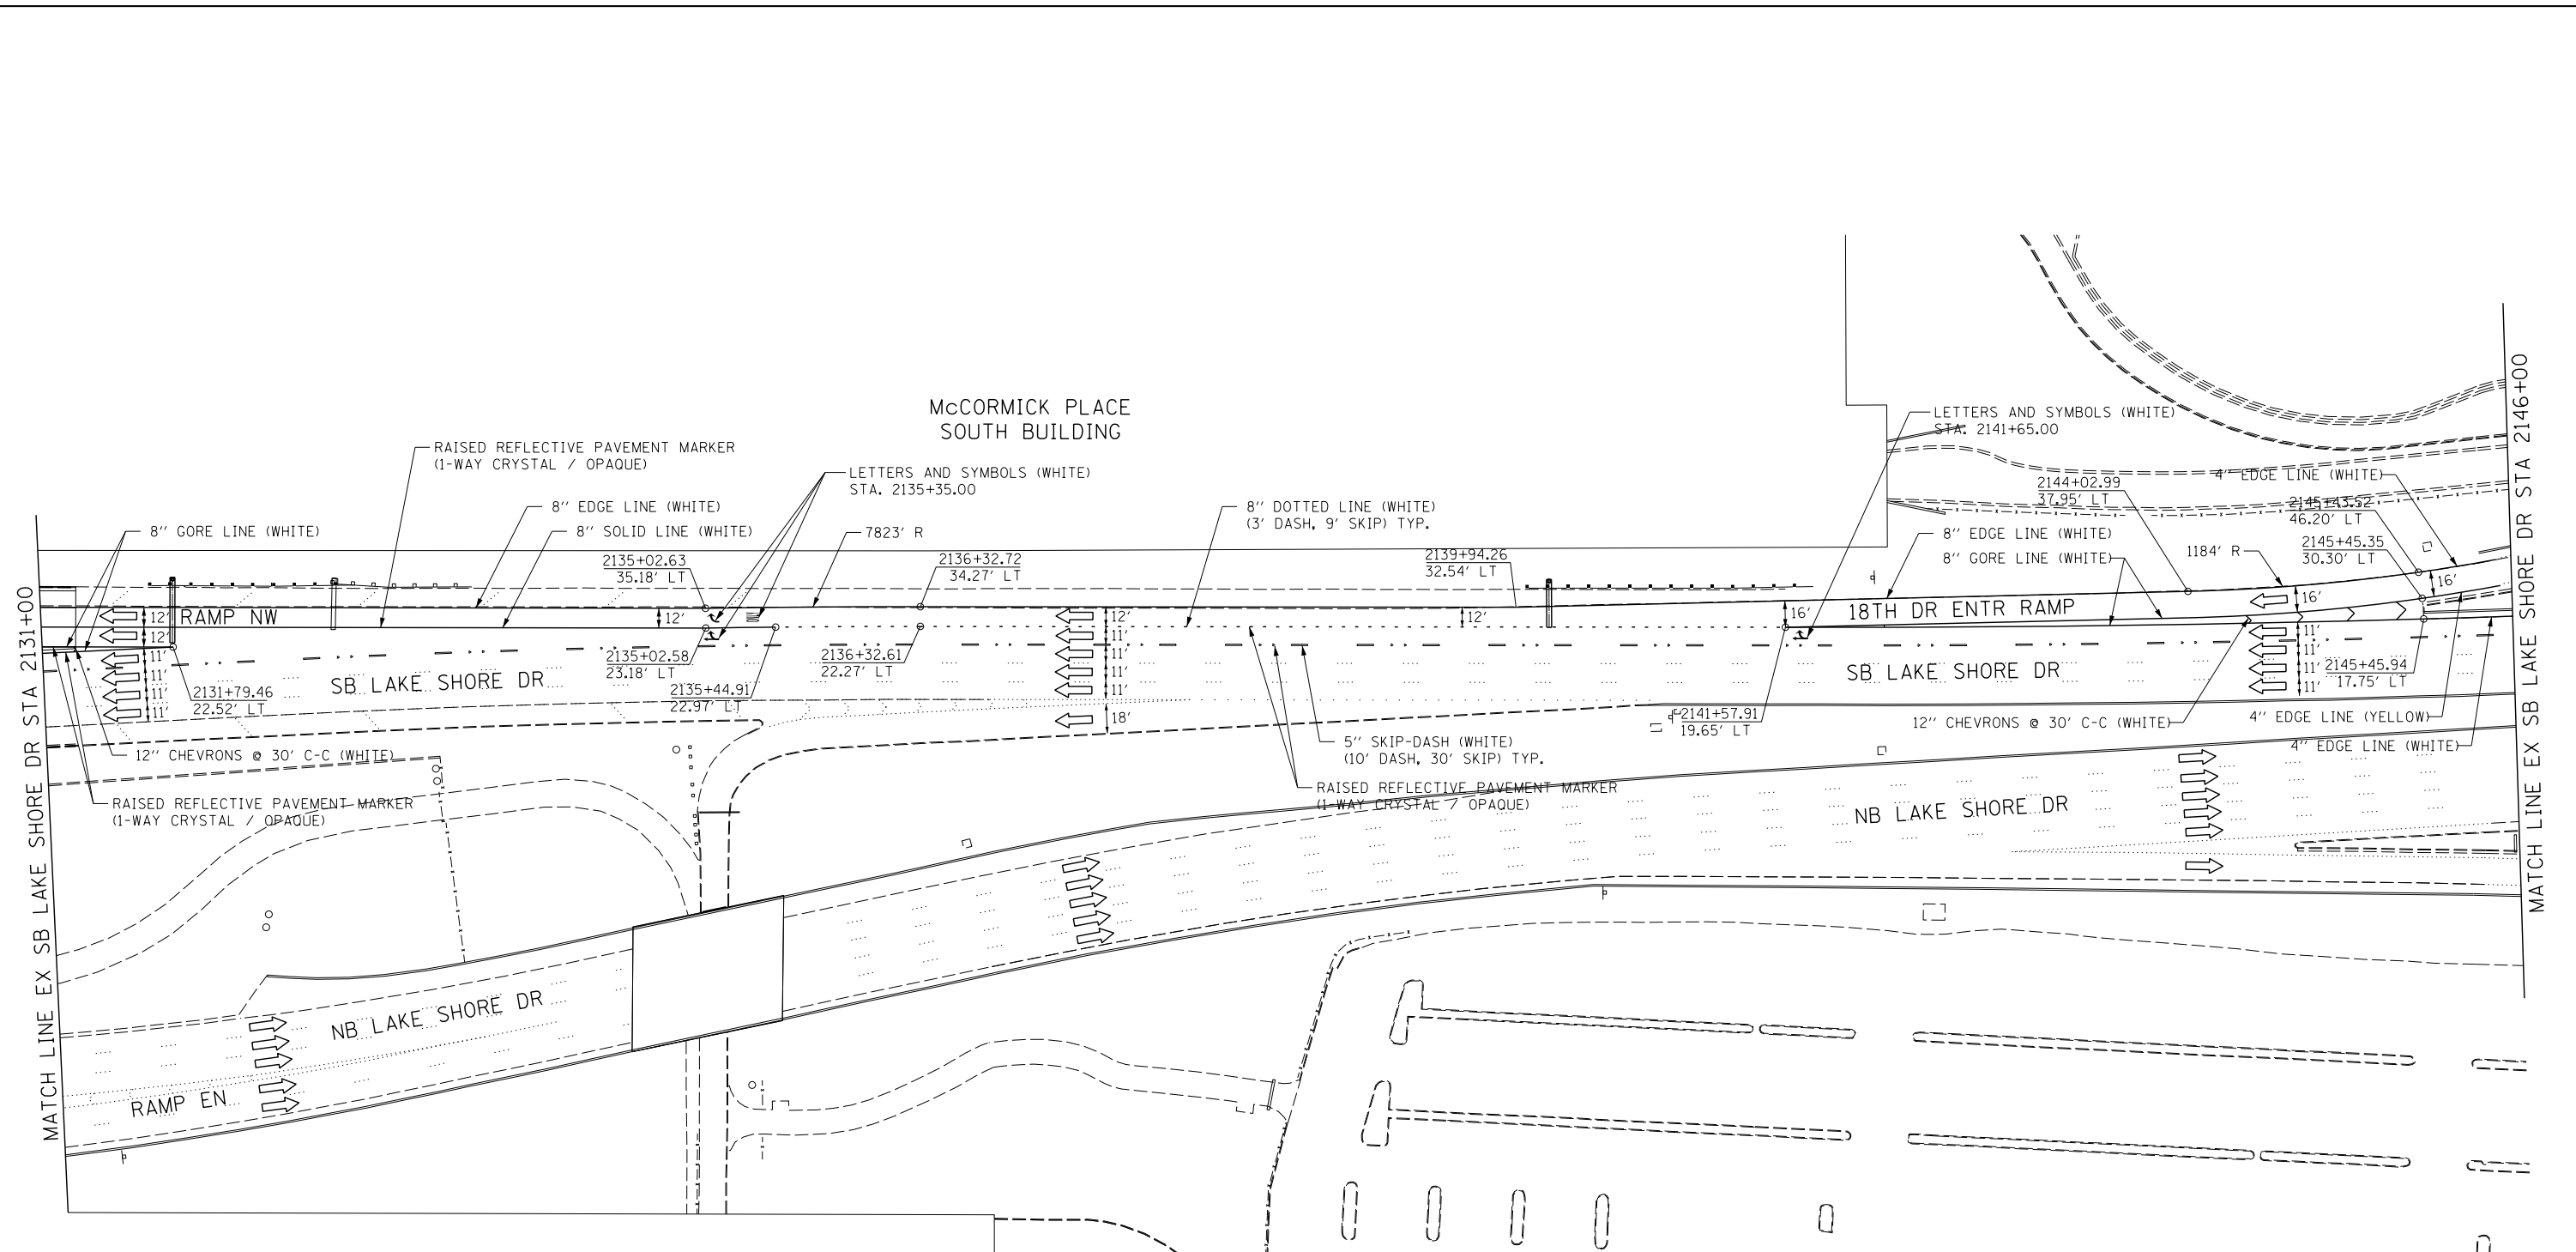 McCORMICK PLACE
SOUTH BUILDING
LETTERS AND SYMBOLS (WHITE)
STA. 2141+65.00
RAISED REFLECTIVE PAVEMENT MARKER
(1-WAY CRYSTAL / OPAQUE)
LETTERS AND SYMBOLS (WHITE)
STA. 2135+35.00
4'' EDGE LINE (WHITE)
2144+02.99
37.95' LT
2145+43.52
46.20' LT
8'' GORE LINE (WHITE)
8'' EDGE LINE (WHITE)
8'' SOLID LINE (WHITE)
7823' R
8'' DOTTED LINE (WHITE)
(3' DASH, 9' SKIP) TYP.
8'' EDGE LINE (WHITE)
8'' GORE LINE (WHITE)
1184' R
2145+45.35
30.30' LT
2135+02.63
35.18' LT
2136+32.72
34.27' LT
2139+94.26
32.54' LT
MATCH LINE EX SB LAKE SHORE DR STA 2131+00
MATCH LINE EX SB LAKE SHORE DR STA 2146+00
12'
RAMP NW
12'
12'
12'
16'
18TH DR ENTR RAMP
16'
16'
12'
11'
11'
11'
11'
11'
11'
11'
11'
11'
11'
11'
11'
18'
2135+02.58
23.18' LT
2136+32.61
22.27' LT
SB LAKE SHORE DR
SB LAKE SHORE DR
2131+79.46
22.52' LT
2135+44.91
22.97' LT
2145+45.94
17.75' LT
2141+57.91
19.65' LT
12'' CHEVRONS @ 30' C-C (WHITE)
4'' EDGE LINE (YELLOW)
4'' EDGE LINE (WHITE)
12'' CHEVRONS @ 30' C-C (WHITE)
5'' SKIP-DASH (WHITE)
(10' DASH, 30' SKIP) TYP.
RAISED REFLECTIVE PAVEMENT MARKER
(1-WAY CRYSTAL / OPAQUE)
RAISED REFLECTIVE PAVEMENT MARKER
(1-WAY CRYSTAL / OPAQUE)
NB LAKE SHORE DR
NB LAKE SHORE DR
RAMP EN